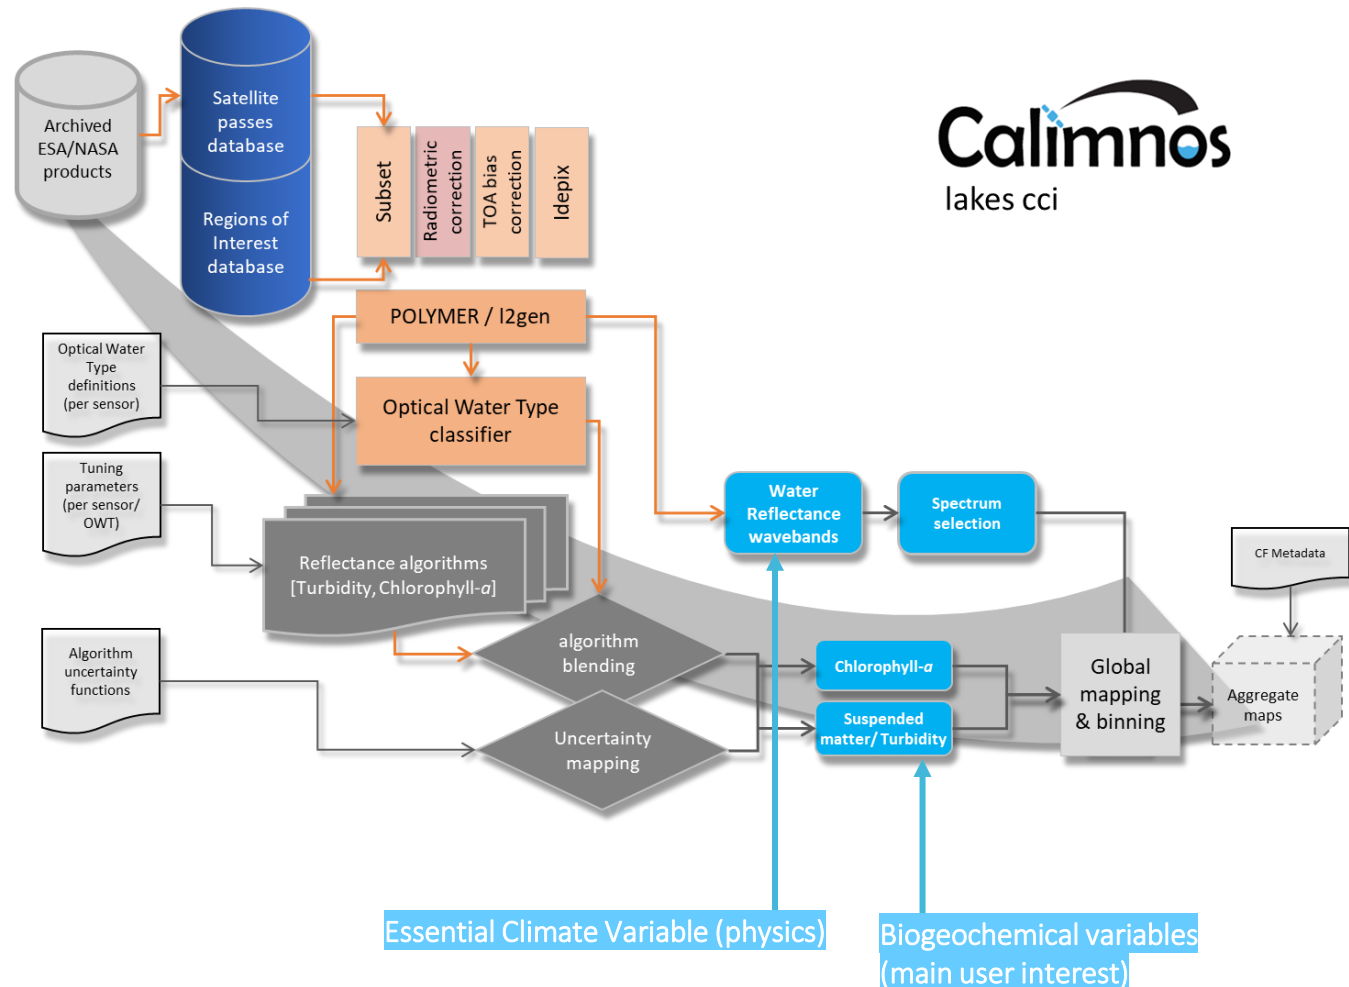 Archived
ESA/NASA
products
Satellite
passes
database
Regions of
Interest
database
Subset
Radiometric
correction
TOA bias
correction
Idepix
Calimnos
lakes cci
POLYMER / l2gen
Optical Water
Type
definitions
(per sensor)
Optical Water Type
classifier
Tuning
parameters
(per sensor/
OWT)
Reflectance algorithms
[Turbidity, Chlorophyll-a]
Water
Reflectance
wavebands
Spectrum
selection
CF Metadata
Algorithm
uncertainty
functions
algorithm
blending
Uncertainty
mapping
Chlorophyll-a
Suspended
matter/ Turbidity
Global
mapping
& binning
Aggregate
maps
Essential Climate Variable (physics)
Biogeochemical variables
(main user interest)